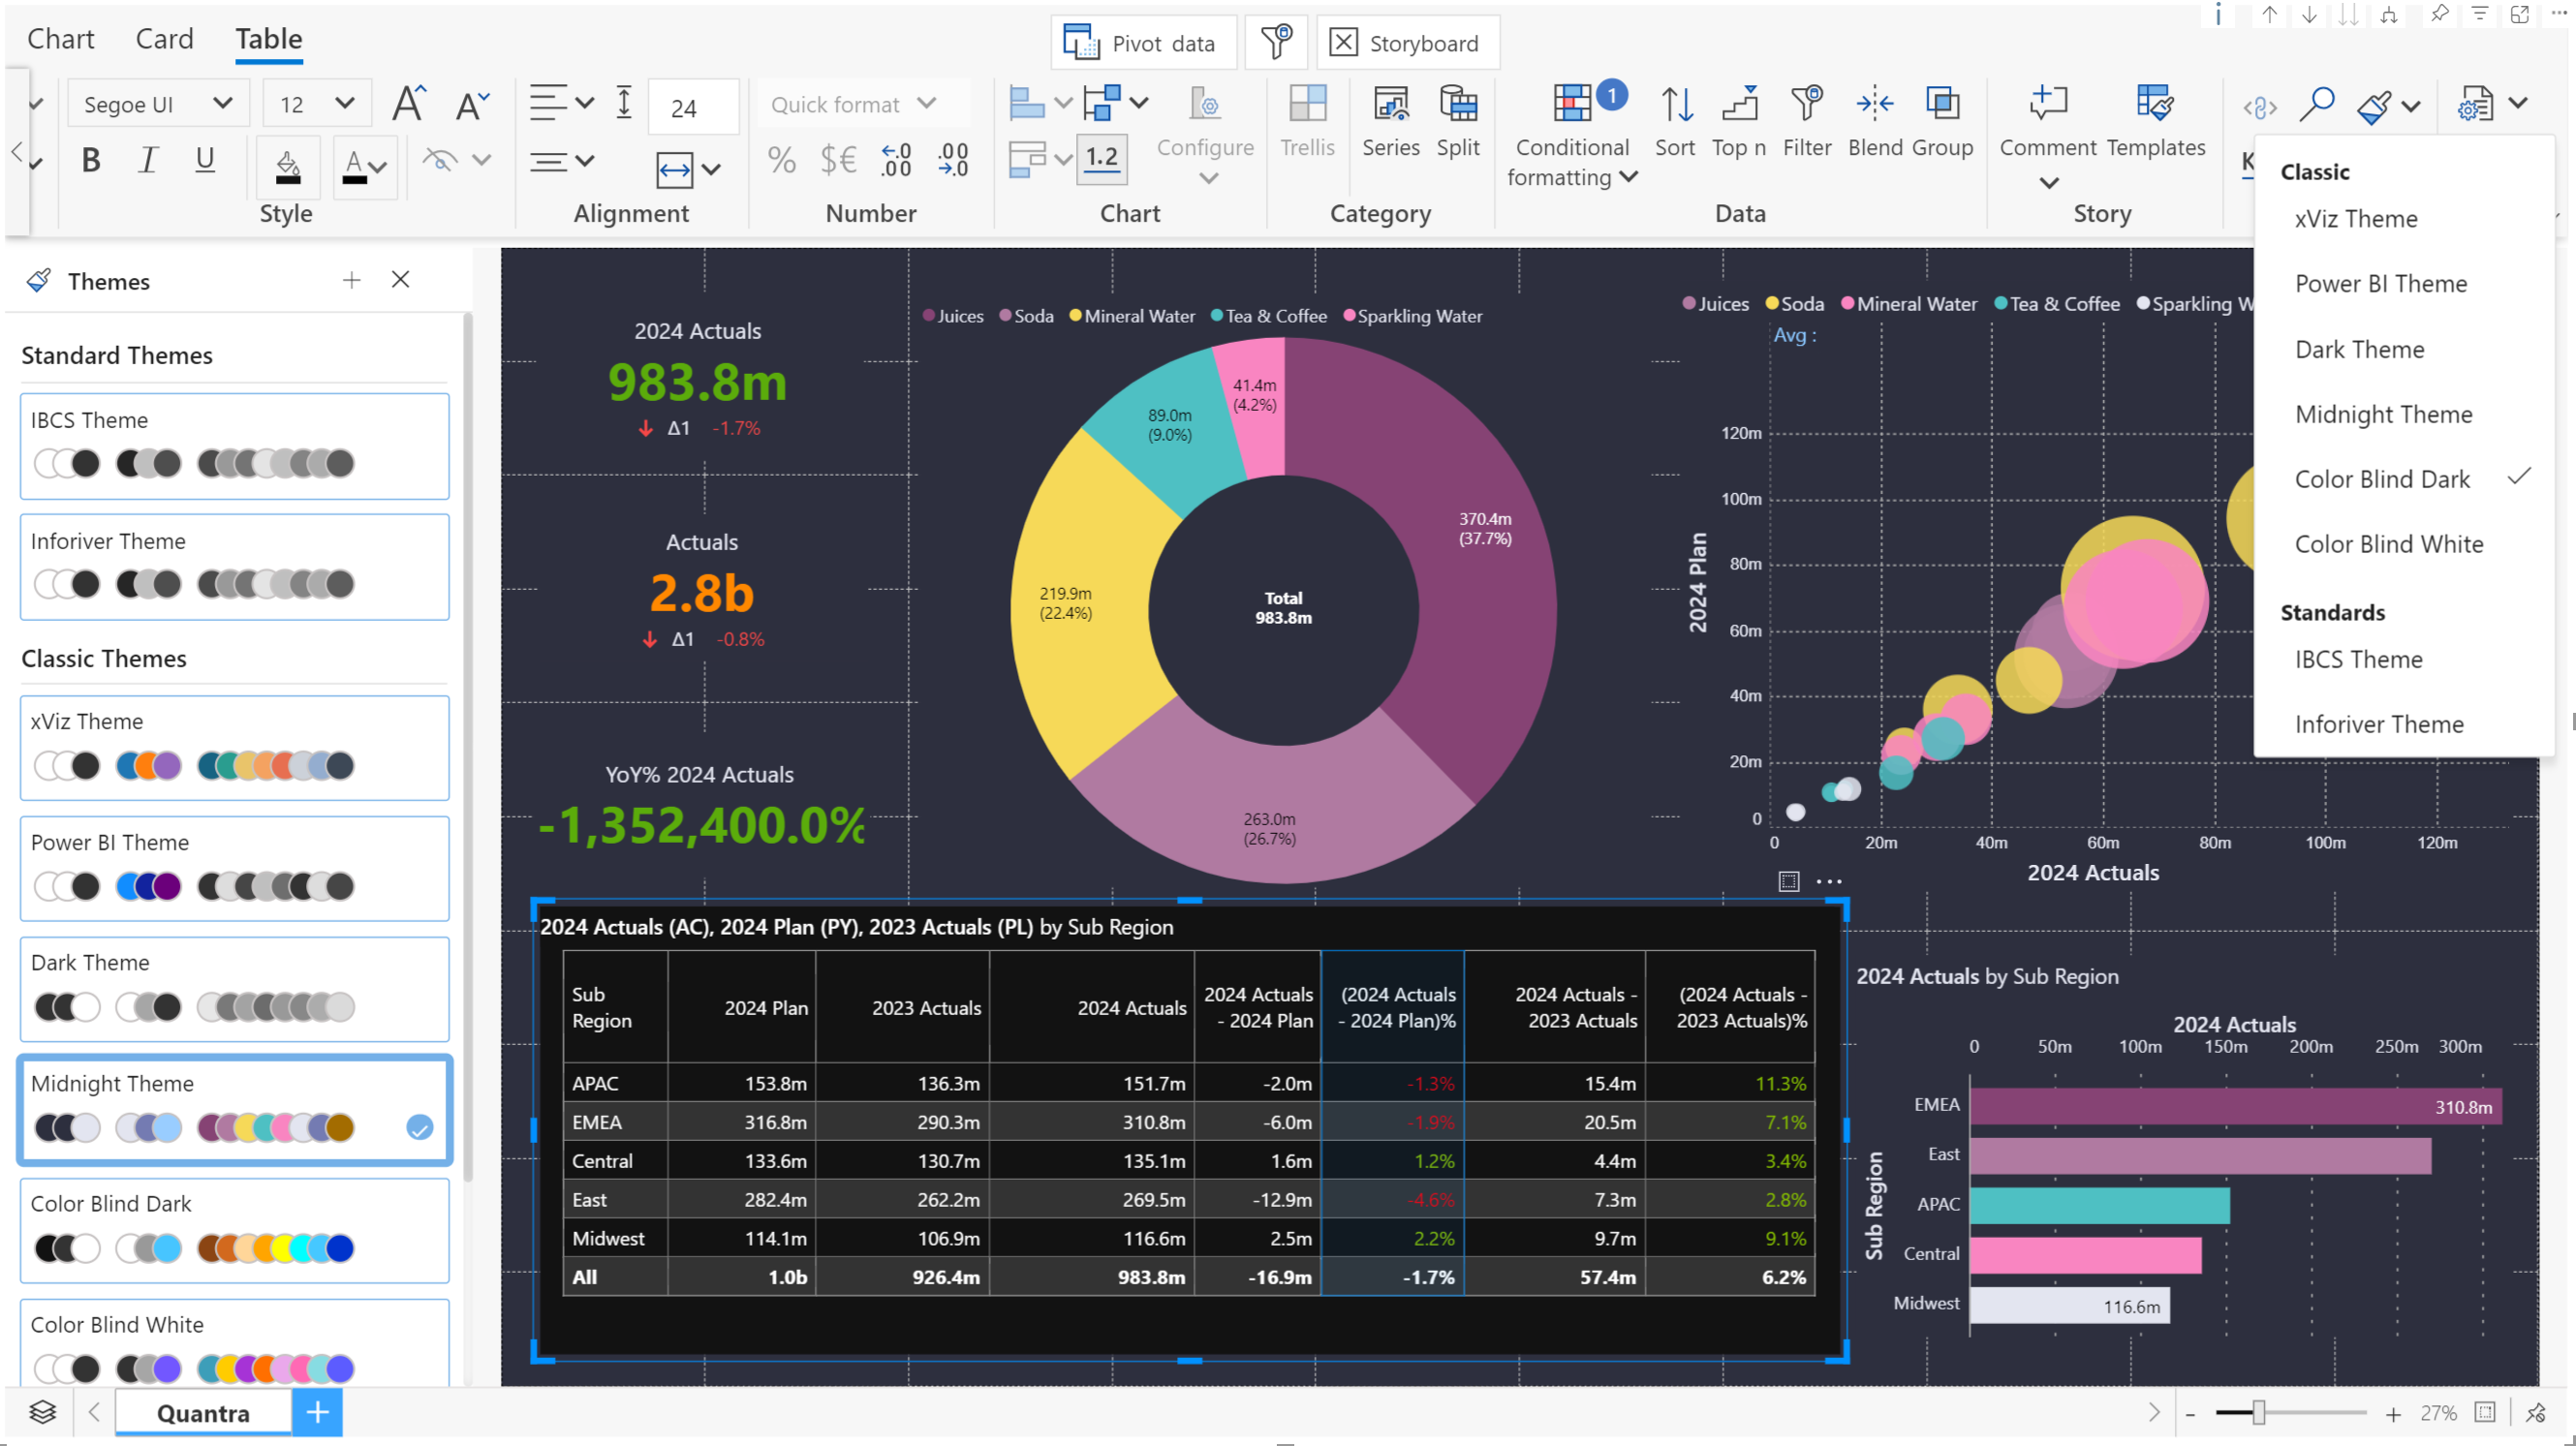 Chart Card Table
Pivot data
Storyboard
Segoe UI
12
24
Quick format
B I U
A
% $€
1.2
Configure
Trellis
Series
Split
Conditional
formatting
1
Sort
Top n
Filter
Blend
Group
Comment
Templates
Style
Alignment
Number
Chart
Category
Data
Story
Classic
xViz Theme
Power BI Theme
Dark Theme
Midnight Theme
Color Blind Dark
Color Blind White
Standards
IBCS Theme
Inforiver Theme
Themes
Standard Themes
IBCS Theme
Inforiver Theme
Classic Themes
xViz Theme
Power BI Theme
Dark Theme
Midnight Theme
Color Blind Dark
Color Blind White
2024 Actuals
983.8m
Δ1 -1.7%
Actuals
2.8b
Δ1 -0.8%
YoY% 2024 Actuals
-1,352,400.0%
Juices Soda Mineral Water Tea & Coffee Sparkling Water
41.4m
(4.2%)
89.0m
(9.0%)
370.4m
(37.7%)
219.9m
(22.4%)
Total
983.8m
263.0m
(26.7%)
Juices Soda Mineral Water Tea & Coffee Sparkling W
Avg :
2024 Plan
120m
100m
80m
60m
40m
20m
0
0 20m 40m 60m 80m 100m 120m
2024 Actuals
2024 Actuals (AC), 2024 Plan (PY), 2023 Actuals (PL) by Sub Region
Sub Region 2024 Plan 2023 Actuals 2024 Actuals 2024 Actuals - 2024 Plan (2024 Actuals - 2024 Plan)% 2024 Actuals - 2023 Actuals (2024 Actuals - 2023 Actuals)%
APAC 153.8m 136.3m 151.7m -2.0m -1.3% 15.4m 11.3%
EMEA 316.8m 290.3m 310.8m -6.0m -1.9% 20.5m 7.1%
Central 133.6m 130.7m 135.1m 1.6m 1.2% 4.4m 3.4%
East 282.4m 262.2m 269.5m -12.9m -4.6% 7.3m 2.8%
Midwest 114.1m 106.9m 116.6m 2.5m 2.2% 9.7m 9.1%
All 1.0b 926.4m 983.8m -16.9m -1.7% 57.4m 6.2%
2024 Actuals by Sub Region
2024 Actuals
0 50m 100m 150m 200m 250m 300m
Sub Region
EMEA 310.8m
East
APAC
Central
Midwest 116.6m
Quantra
27%